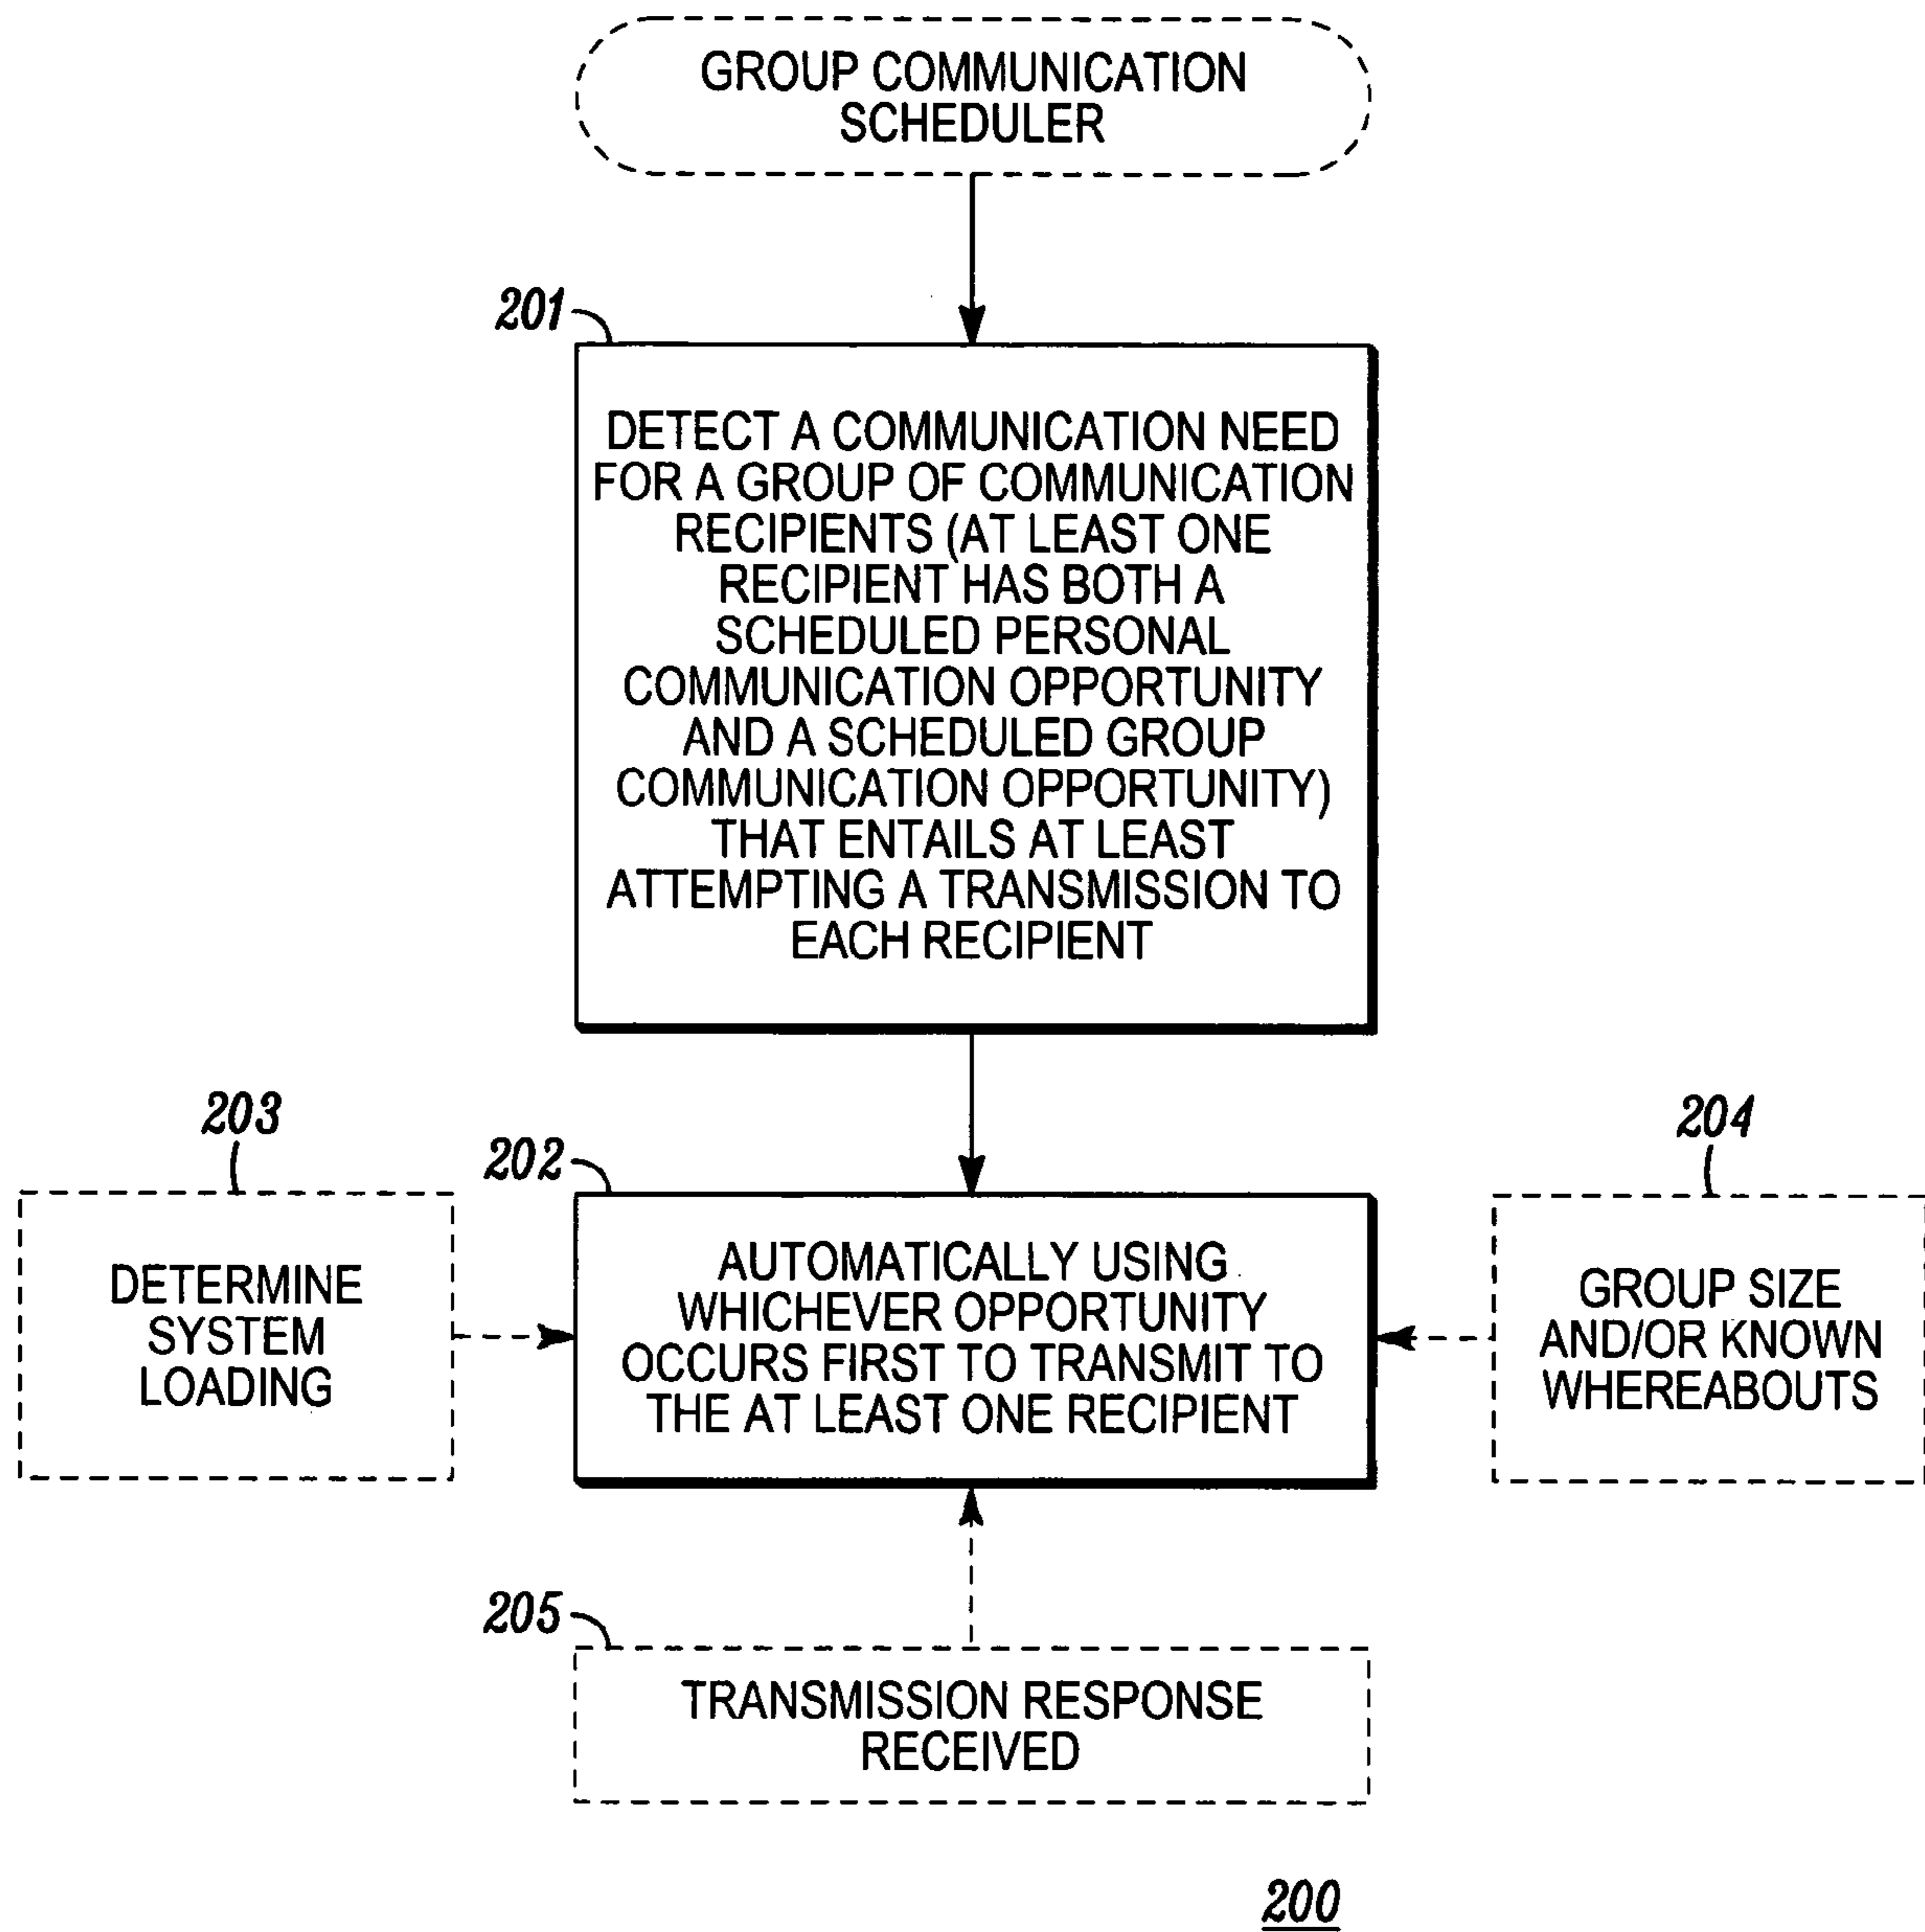 GROUP COMMUNICATION
SCHEDULER
201
DETECT A COMMUNICATION NEED
FOR A GROUP OF COMMUNICATION
RECIPIENTS (AT LEAST ONE
RECIPIENT HAS BOTH A
SCHEDULED PERSONAL
COMMUNICATION OPPORTUNITY
AND A SCHEDULED GROUP
COMMUNICATION OPPORTUNITY)
THAT ENTAILS AT LEAST
ATTEMPTING A TRANSMISSION TO
EACH RECIPIENT
203
DETERMINE
SYSTEM
LOADING
202
AUTOMATICALLY USING
WHICHEVER OPPORTUNITY
OCCURS FIRST TO TRANSMIT TO
THE AT LEAST ONE RECIPIENT
204
GROUP SIZE
AND/OR KNOWN
WHEREABOUTS
205
TRANSMISSION RESPONSE
RECEIVED
200